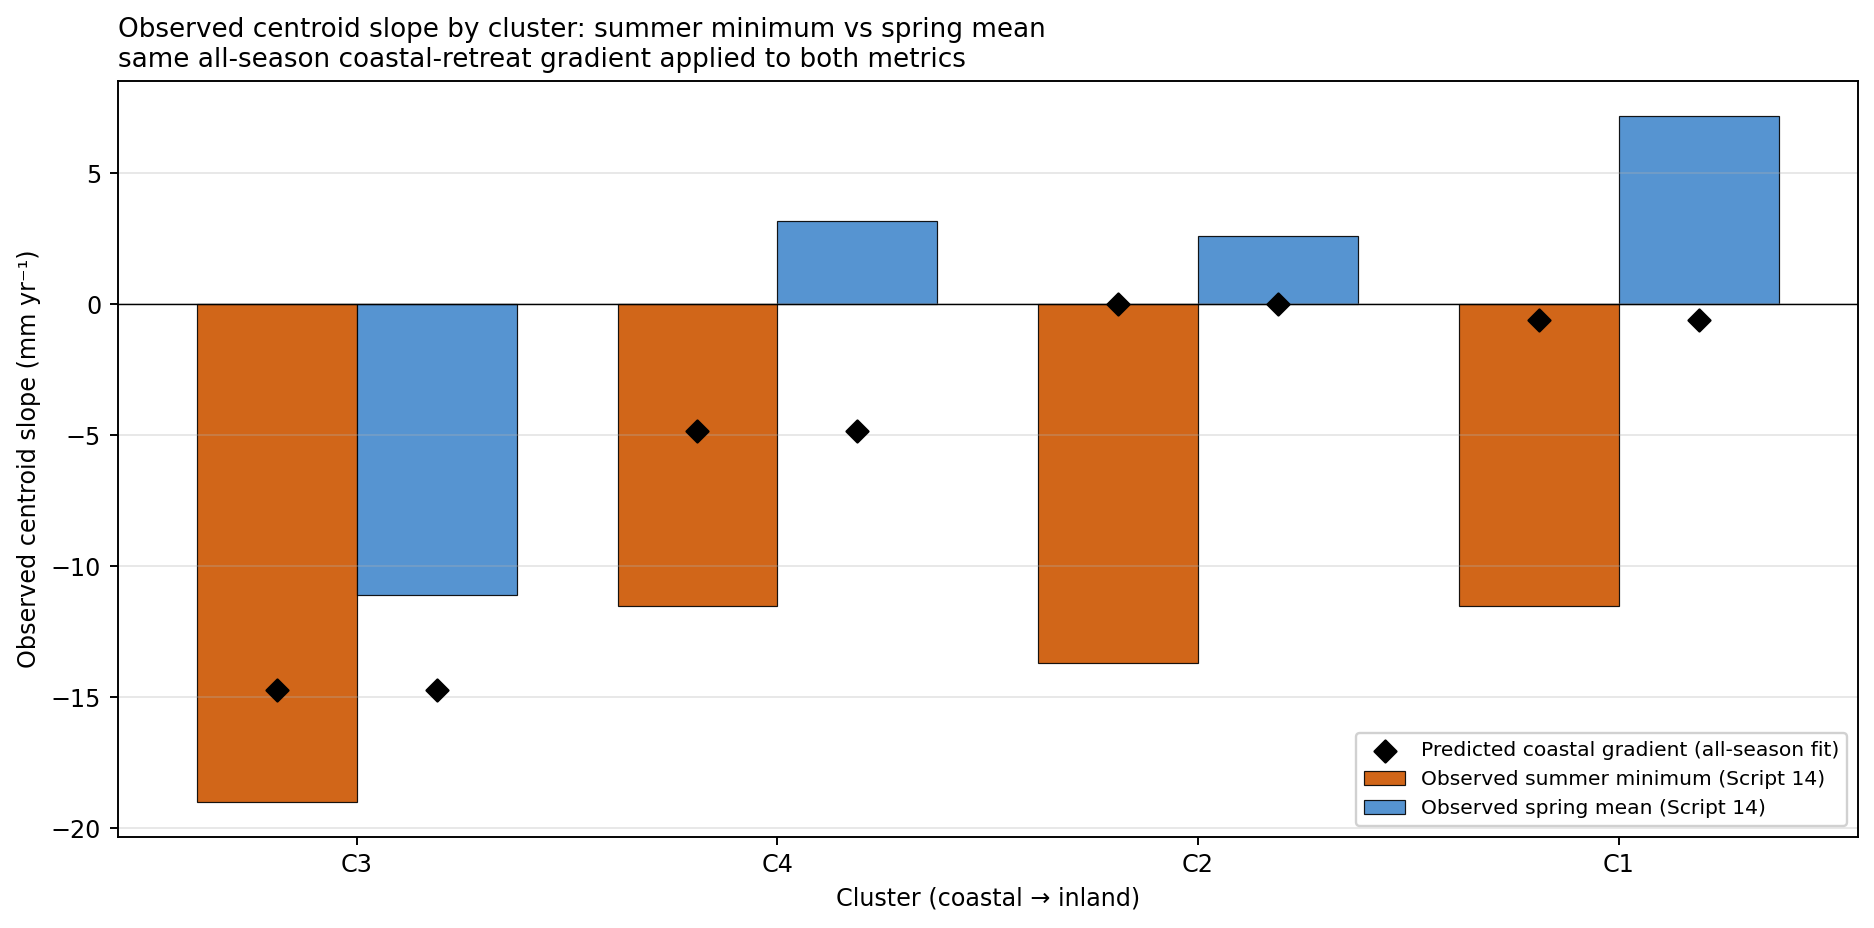 Observed centroid slope by cluster: summer minimum vs spring mean
same all-season coastal-retreat gradient applied to both metrics
Observed centroid slope (mm yr⁻¹)
5
0
−5
−10
−15
−20
Predicted coastal gradient (all-season fit)
Observed summer minimum (Script 14)
Observed spring mean (Script 14)
C3 C4 C2 C1
Cluster (coastal → inland)